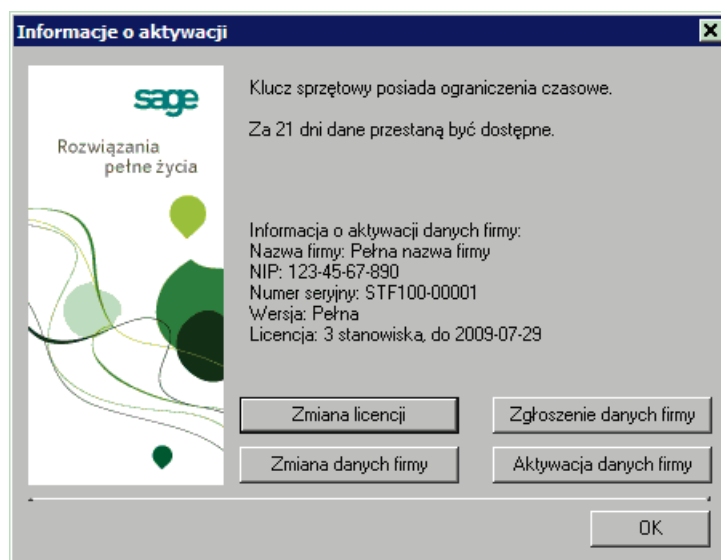 Informacje o aktywacji
sage
Rozwiązania
pełne życia
Klucz sprzętowy posiada ograniczenia czasowe.
Za 21 dni dane przestaną być dostępne.
Informacja o aktywacji danych firmy:
Nazwa firmy: Pełna nazwa firmy
NIP: 123-45-67-890
Numer seryjny: STF100-00001
Wersja: Pełna
Licencja: 3 stanowiska, do 2009-07-29
Zmiana licencji
Zgłoszenie danych firmy
Zmiana danych firmy
Aktywacja danych firmy
OK